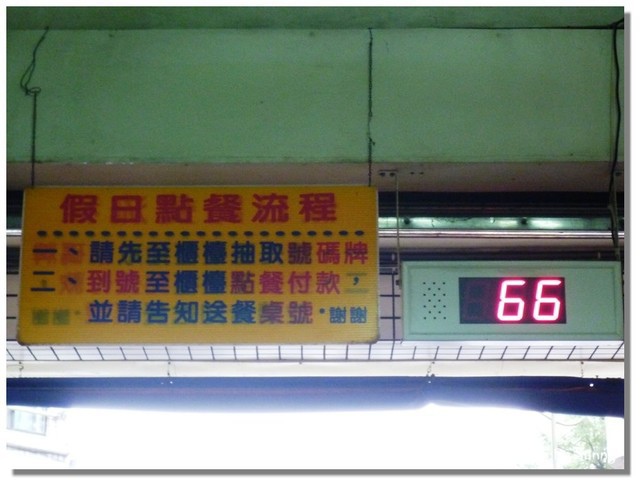 假日點餐流程
一、請先至櫃檯抽取號碼牌
二、到號至櫃檯點餐付款，
並請告知送餐桌號·謝謝
66